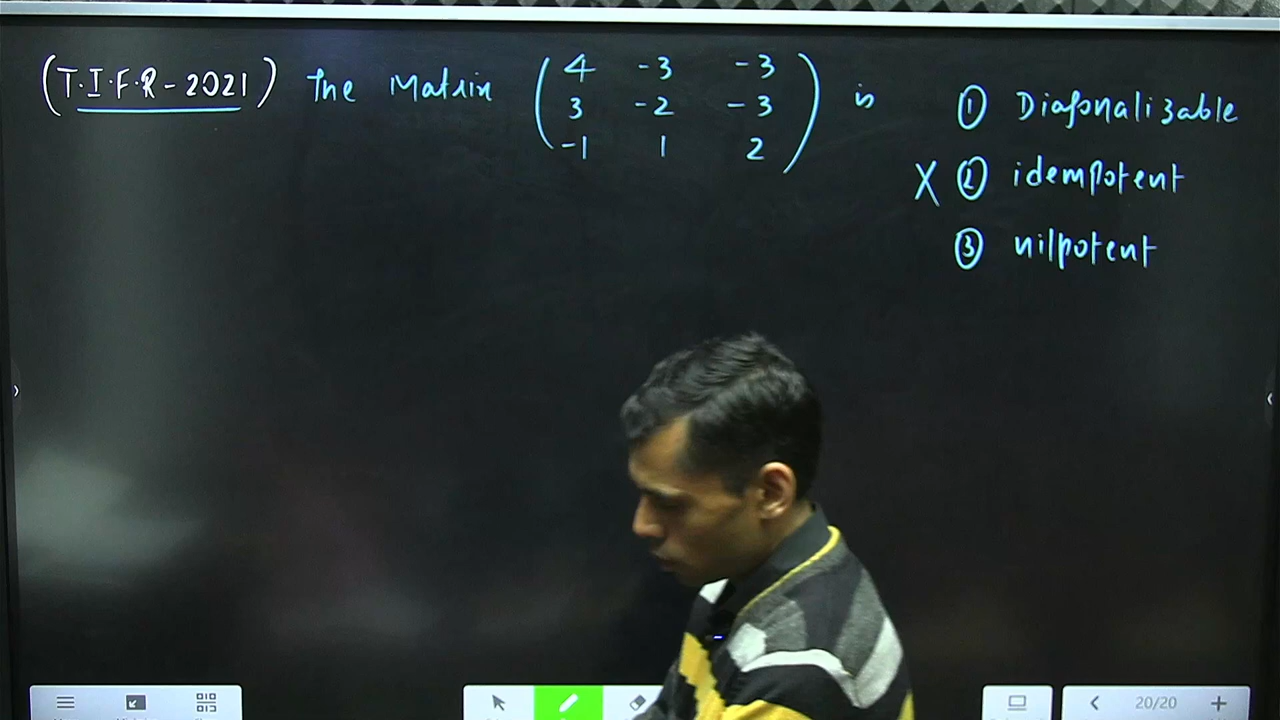 (T.I.F.R-2021) The Matrix (4 -3 -3 is ① Diagonalizable
3 -2 -3
-1 1 2)
X ② idempotent
③ nilpotent
20/20